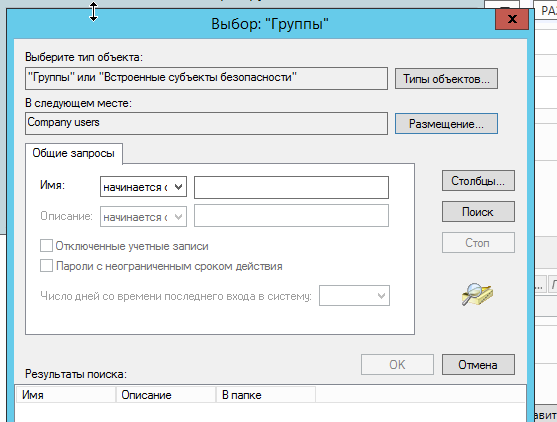 Выбор: "Группы"
x
РАЗ
Выберите тип объекта:
"Группы" или "Встроенные субъекты безопасности"
Типы объектов...
В следующем месте:
Company users
Размещение...
Общие запросы
Имя:
начинается с
Столбцы...
Описание:
начинается с
Поиск
Отключенные учетные записи
Стоп
Пароли с неограниченным сроком действия
Число дней со времени последнего входа в систему:
OK
Отмена
Результаты поиска:
Имя Описание В папке